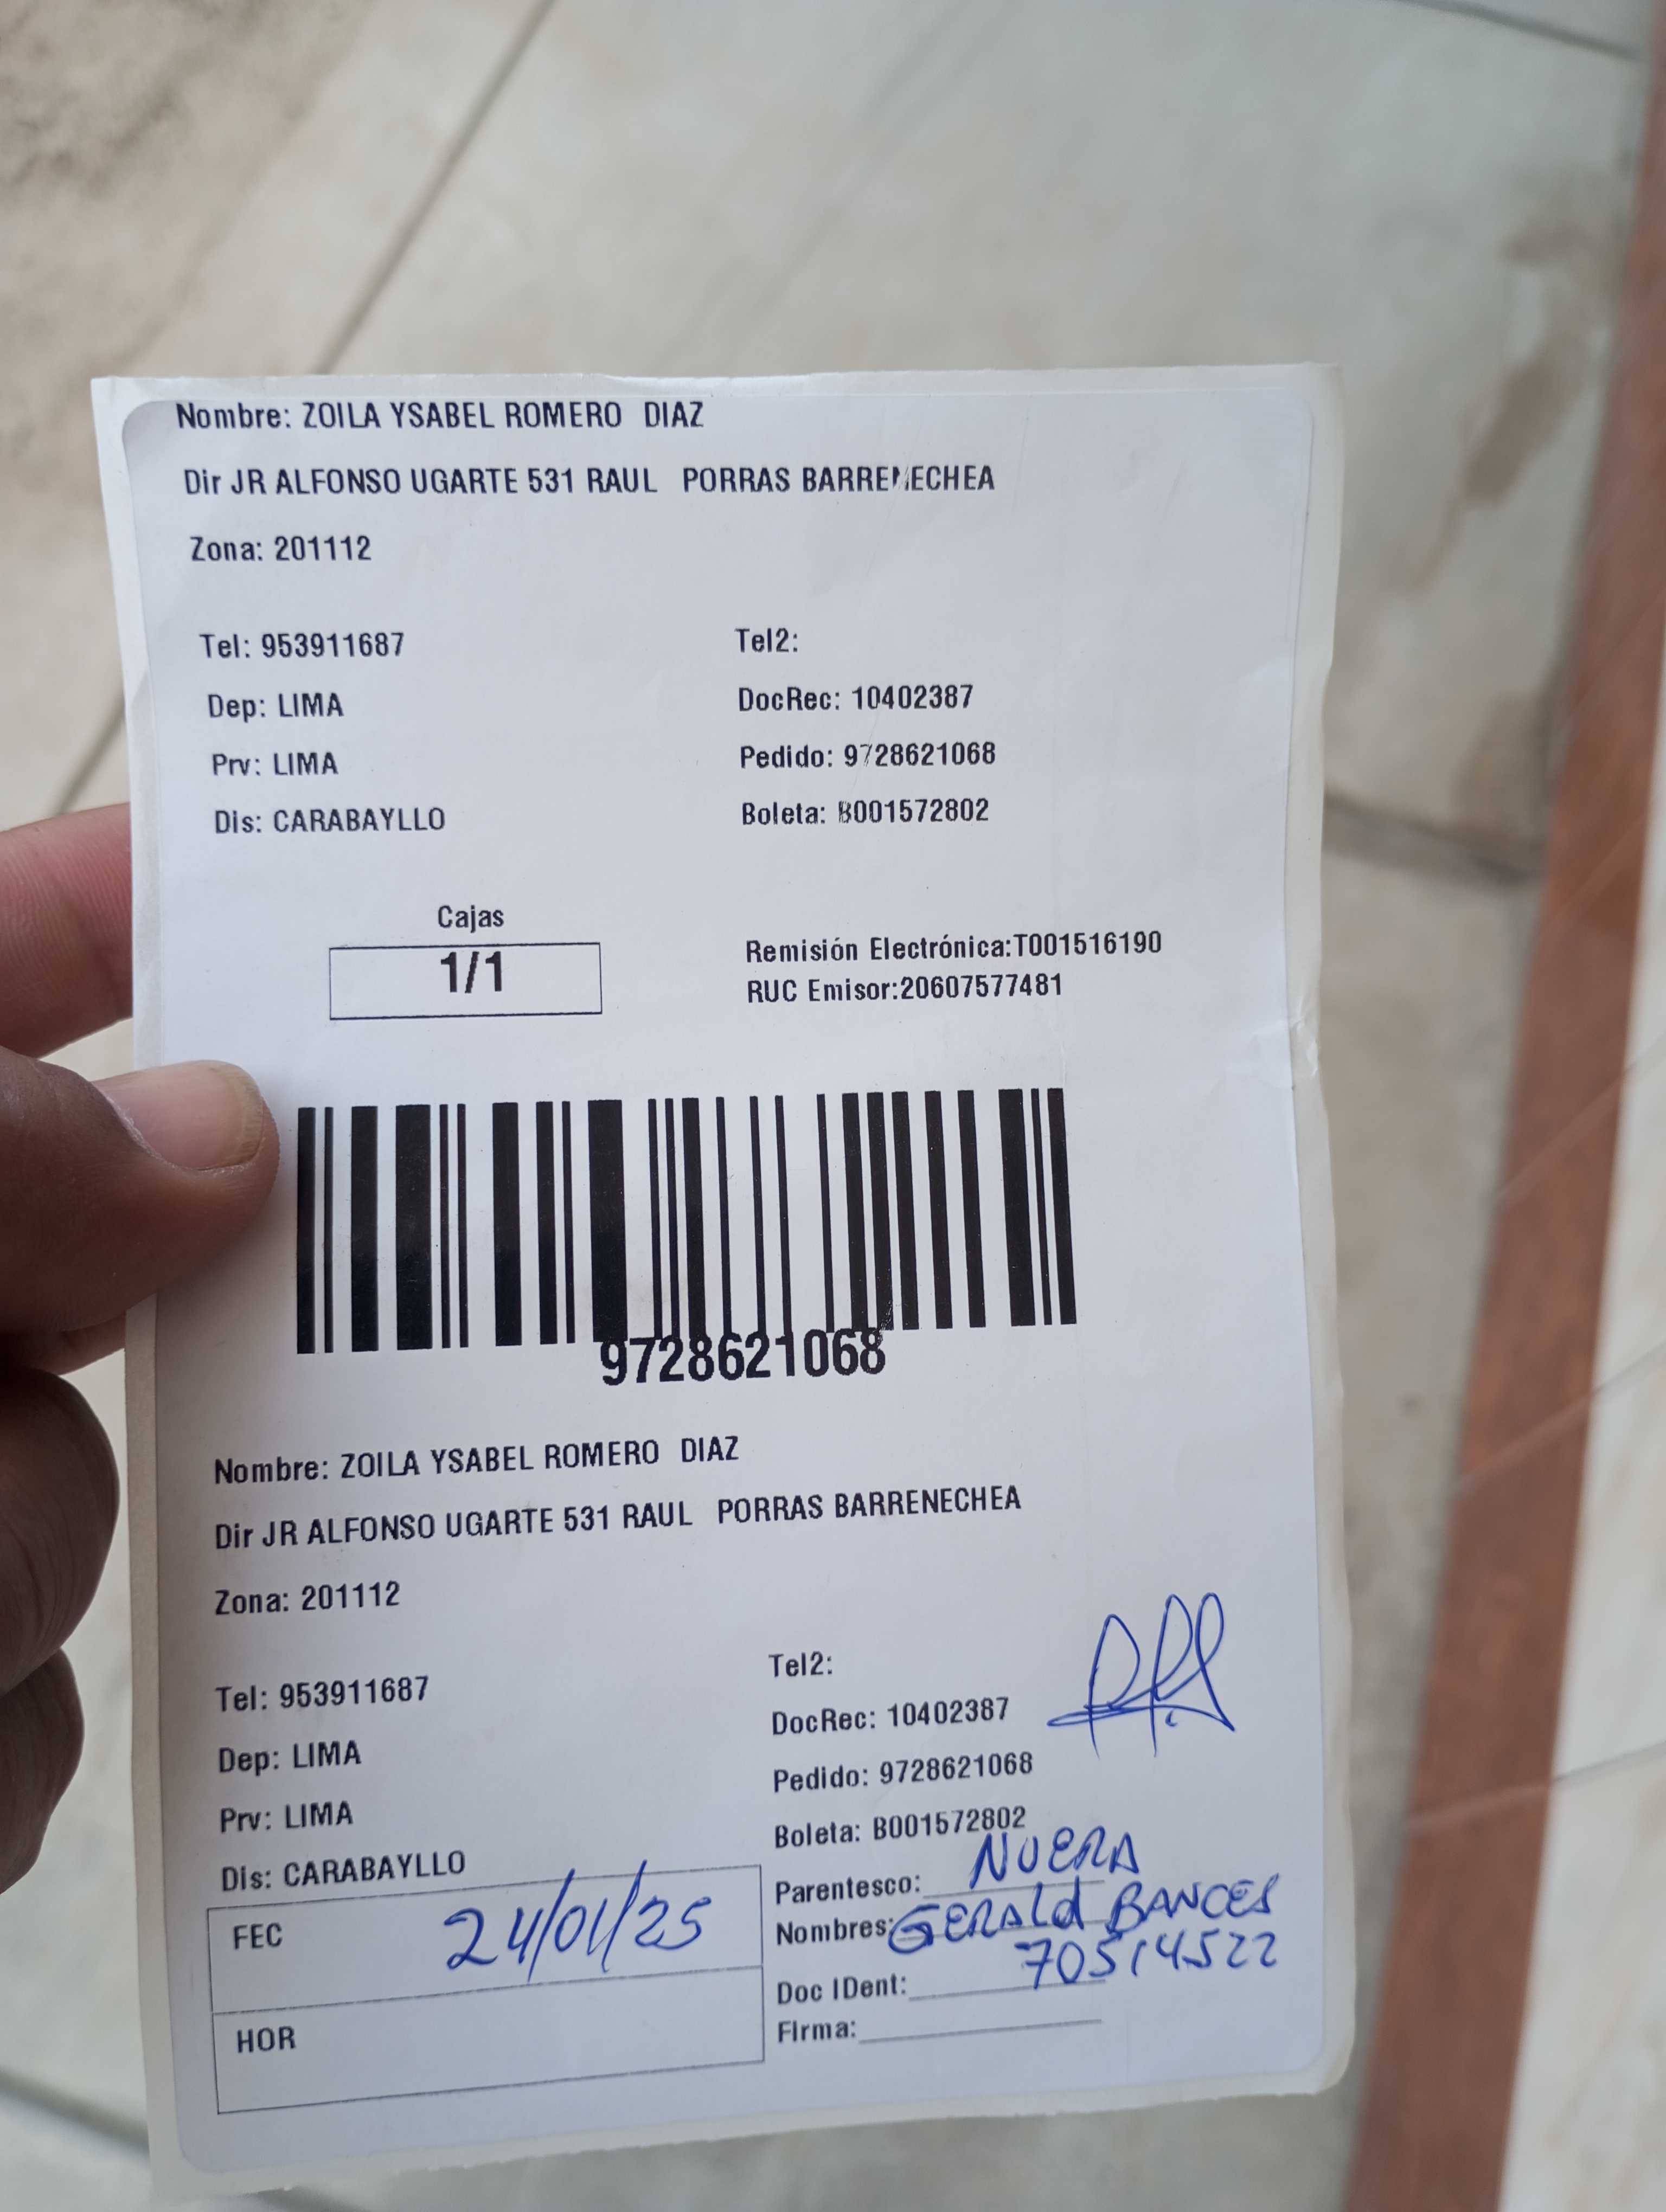 Nombre: ZOILA YSABEL ROMERO DIAZ
Dir JR ALFONSO UGARTE 531 RAUL PORRAS BARRENECHEA
Zona: 201112
Tel: 953911687
Tel2:
Dep: LIMA
DocRec: 10402387
Prv: LIMA
Pedido: 9728621068
Dis: CARABAYLLO
Boleta: B001572802
Cajas
1/1
Remisión Electrónica:T001516190
RUC Emisor:20607577481
9728621068
Nombre: ZOILA YSABEL ROMERO DIAZ
Dir JR ALFONSO UGARTE 531 RAUL PORRAS BARRENECHEA
Zona: 201112
Tel: 953911687
Tel2:
Dep: LIMA
DocRec: 10402387
Prv: LIMA
Pedido: 9728621068
Dis: CARABAYLLO
Boleta: B001572802
FEC 24/01/25
HOR
Parentesco: NUERA
Nombres: GERALD BANCES
Doc IDent: 70514522
Firma: